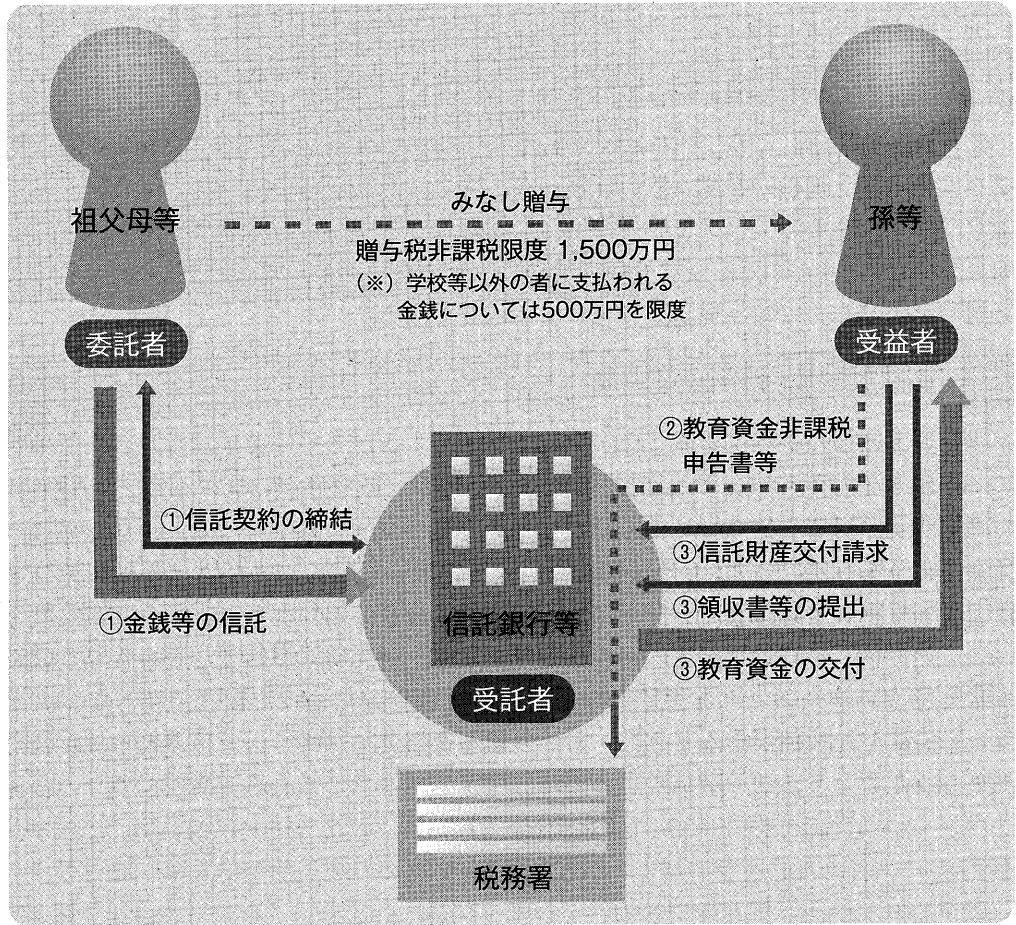 みなし贈与
祖父母等
孫等
贈与税非課税限度 1,500万円
（※）学校等以外の者に支払われる
金銭については500万円を限度
委託者
受益者
②教育資金非課税
申告書等
①信託契約の締結
③信託財産交付請求
①金銭等の信託
③領収書等の提出
信託銀行等
③教育資金の交付
受託者
税務署